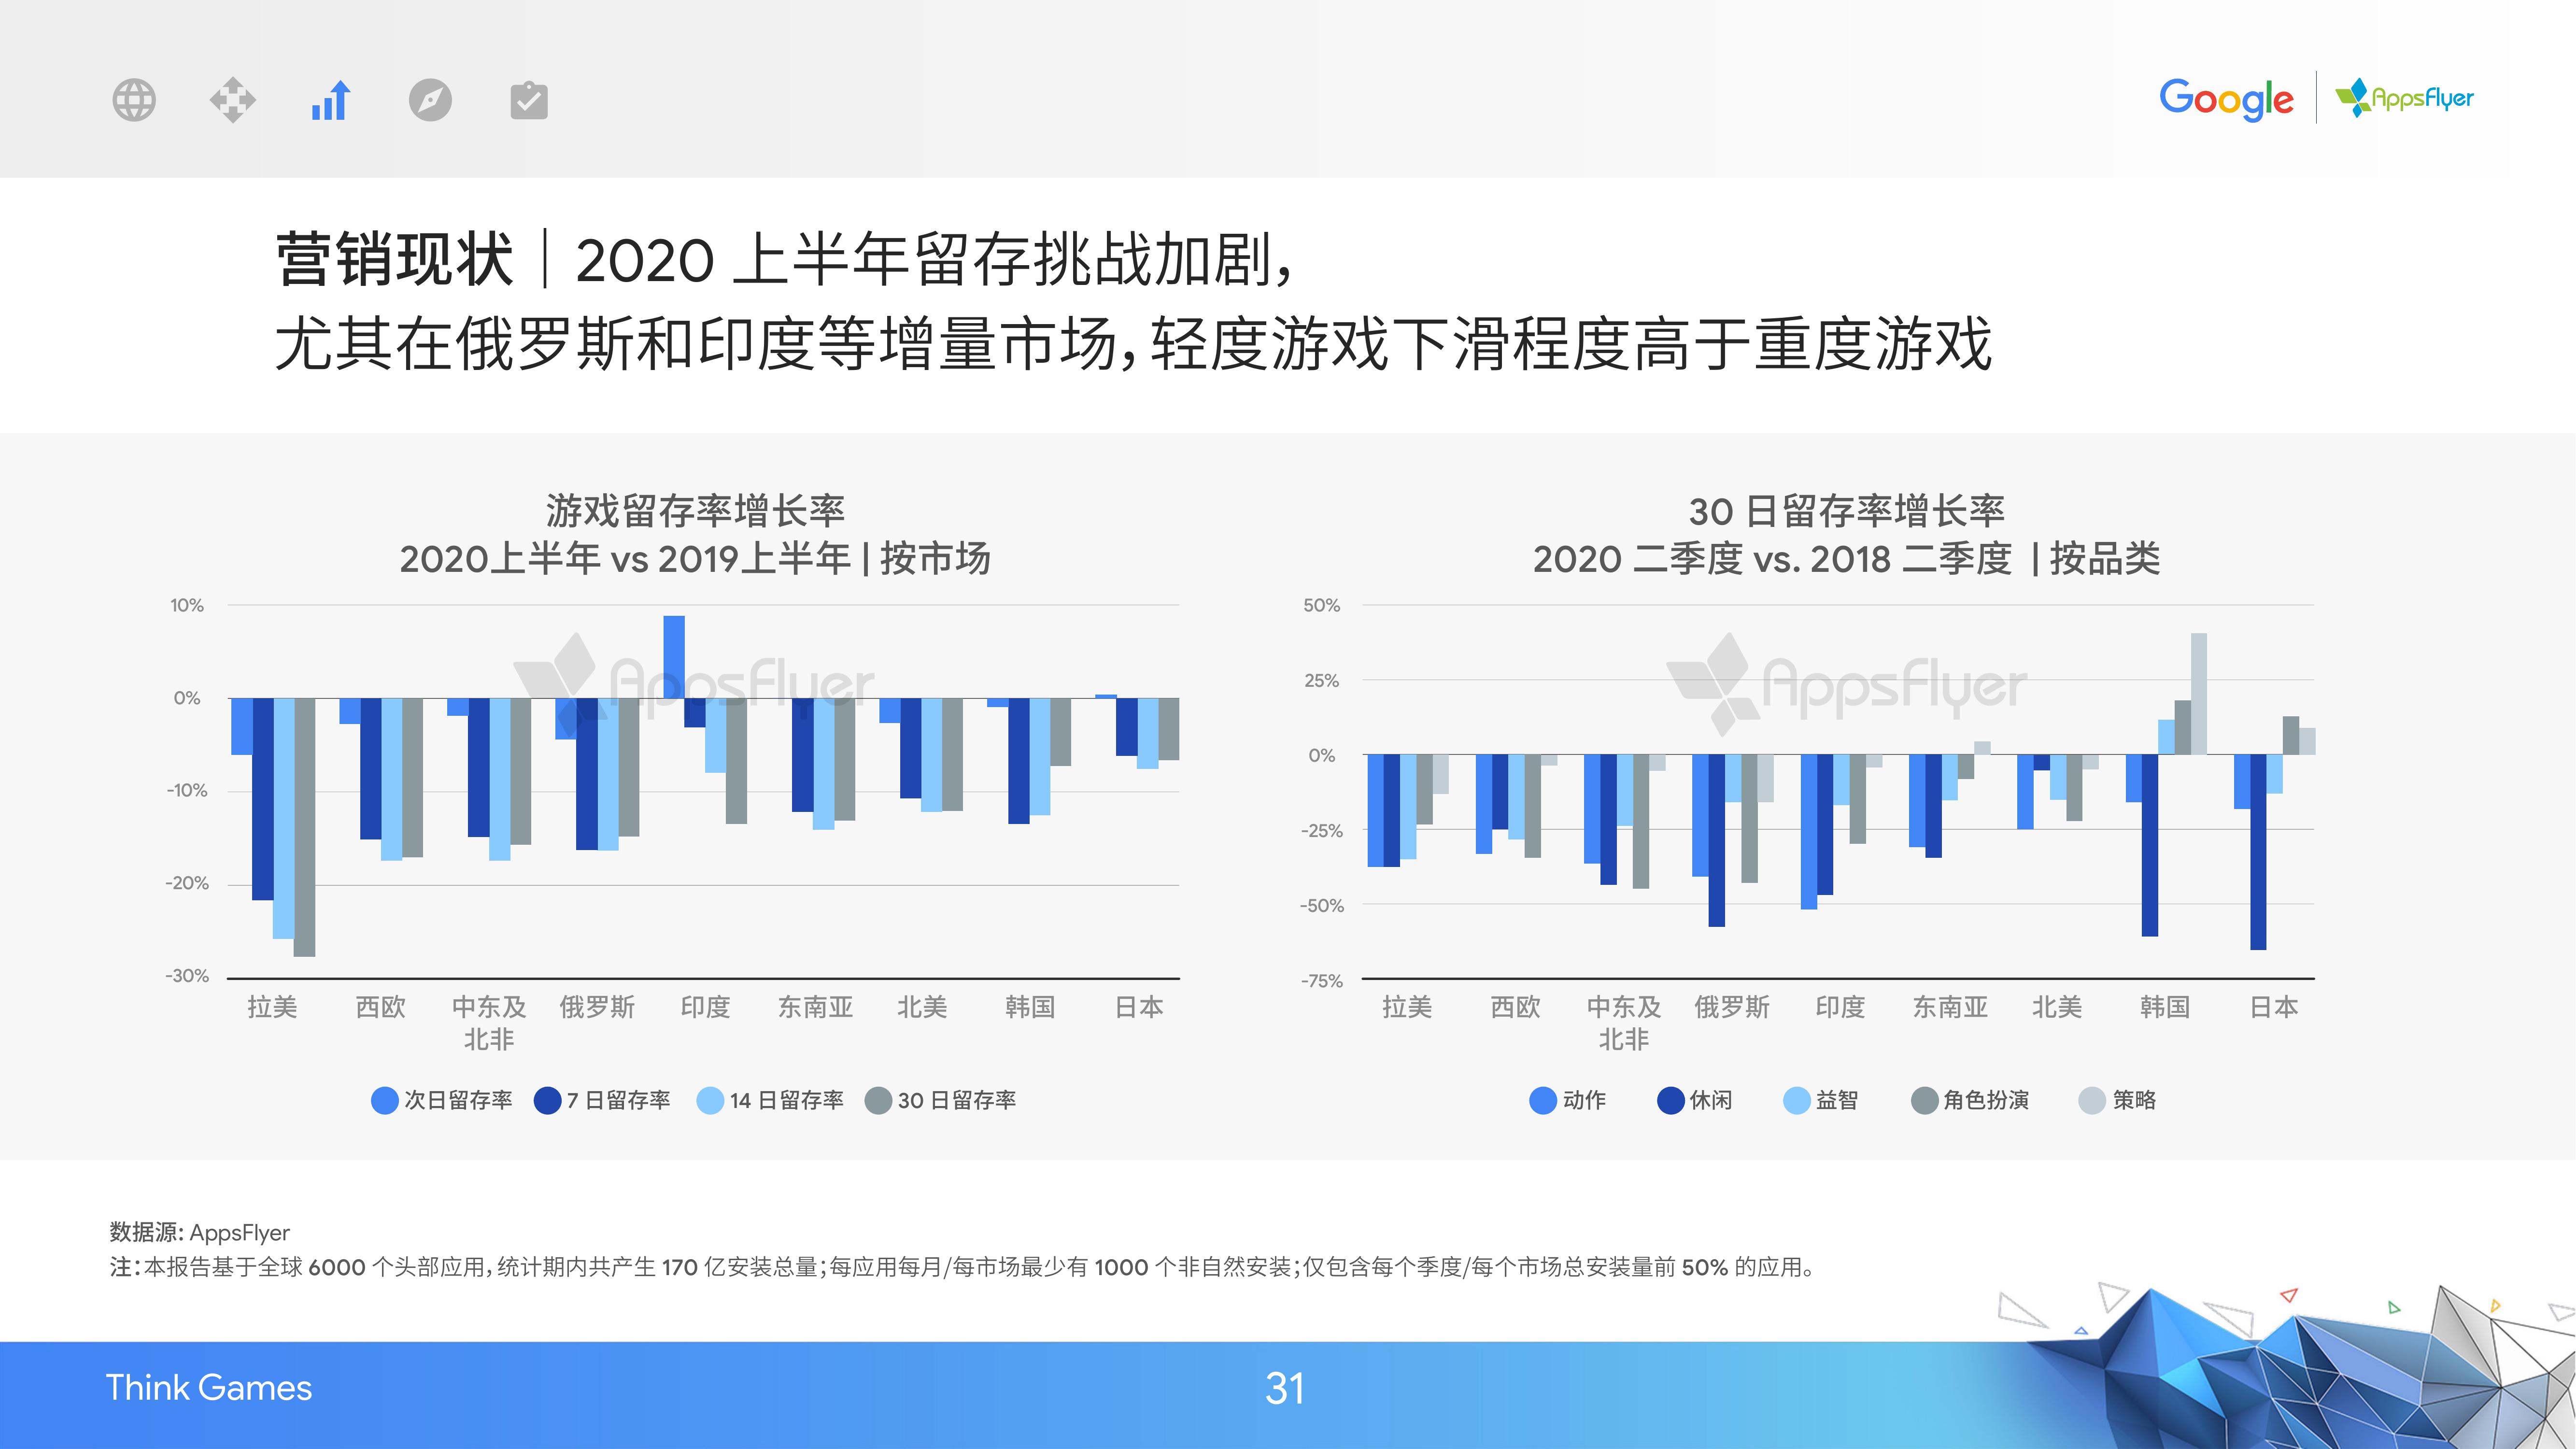 Google | AppsFlyer
营销现状｜2020 上半年留存挑战加剧，
尤其在俄罗斯和印度等增量市场，轻度游戏下滑程度高于重度游戏
游戏留存率增长率
2020上半年 vs 2019上半年 | 按市场
10%
0%
-10%
-20%
-30%
AppsFlyer
拉美 西欧 中东及 俄罗斯 印度 东南亚 北美 韩国 日本
北非
次日留存率 7 日留存率 14 日留存率 30 日留存率
30 日留存率增长率
2020 二季度 vs. 2018 二季度 | 按品类
50%
25%
0%
-25%
-50%
-75%
AppsFlyer
拉美 西欧 中东及 俄罗斯 印度 东南亚 北美 韩国 日本
北非
动作 休闲 益智 角色扮演 策略
数据源: AppsFlyer
注：本报告基于全球 6000 个头部应用，统计期内共产生 170 亿安装总量；每应用每月/每市场最少有 1000 个非自然安装；仅包含每个季度/每个市场总安装量前 50% 的应用。
Think Games
31